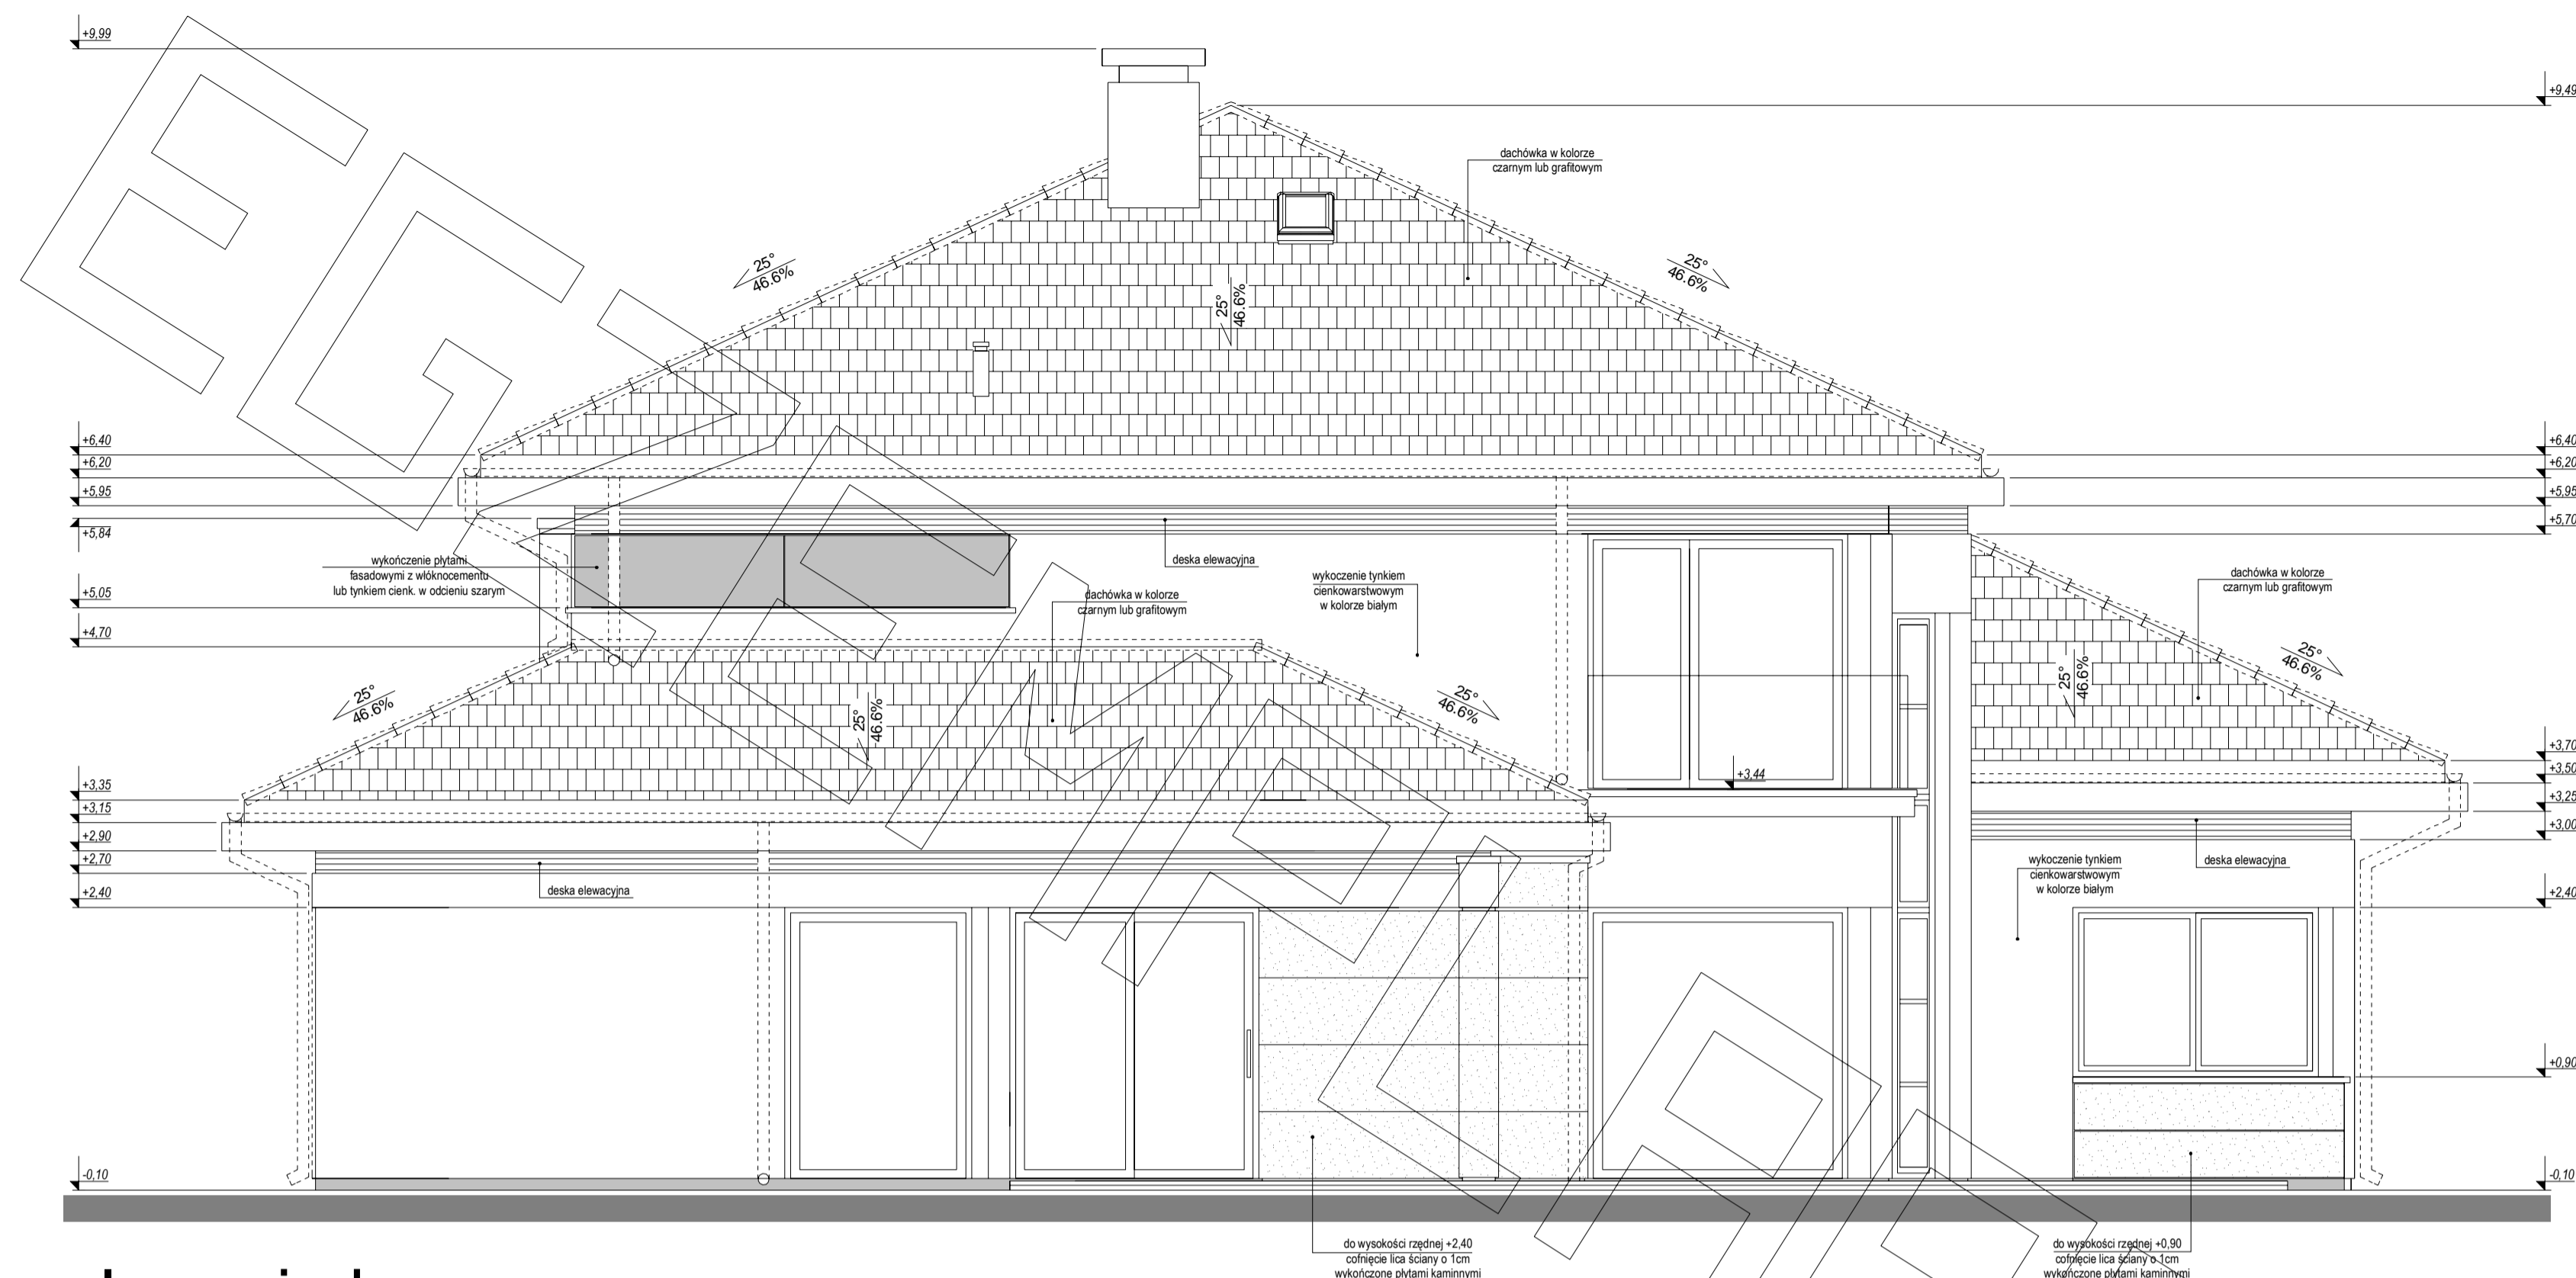 +9,99
+9,49
dachówka w kolorze
czarnym lub grafitowym
25°
46.6%
25°
46.6%
25°
46.6%
+6,40
+6,20
+5,95
+5,84
+5,05
+4,70
+6,40
+6,20
+5,95
+5,70
wykończenie płytami
fasadowymi z włóknocementu
lub tynkiem cienk. w odcieniu szarym
deska elewacyjna
dachówka w kolorze
czarnym lub grafitowym
wykoczenie tynkiem
cienkowarstwowym
w kolorze białym
dachówka w kolorze
czarnym lub grafitowym
25°
46.6%
25°
46.6%
25°
46.6%
25°
46.6%
25°
46.6%
+3,44
+3,35
+3,15
+2,90
+2,70
+2,40
+3,70
+3,50
+3,25
+3,00
+2,40
deska elewacyjna
wykoczenie tynkiem
cienkowarstwowym
w kolorze białym
deska elewacyjna
+0,90
-0,10
-0,10
do wysokości rzędnej +2,40
cofnięcie lica ściany o 1cm
wykończone płytami kaminnymi
do wysokości rzędnej +0,90
cofnięcie lica ściany o 1cm
wykończone płytami kaminnymi